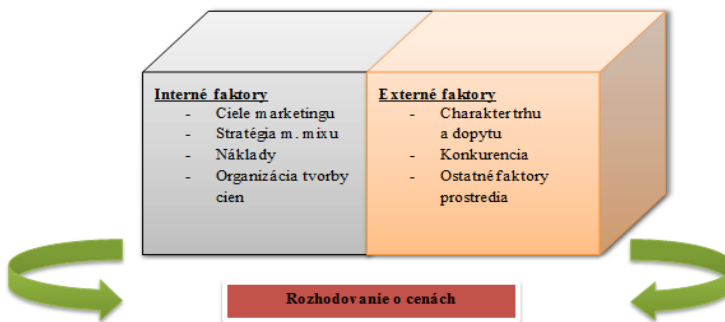 Interné faktory
- Ciele marketingu
- Stratégia m. mixu
- Náklady
- Organizácia tvorby
cien
Externé faktory
- Charakter trhu
a dopytu
- Konkurencia
- Ostatné faktory
prostredia
Rozhodovanie o cenách